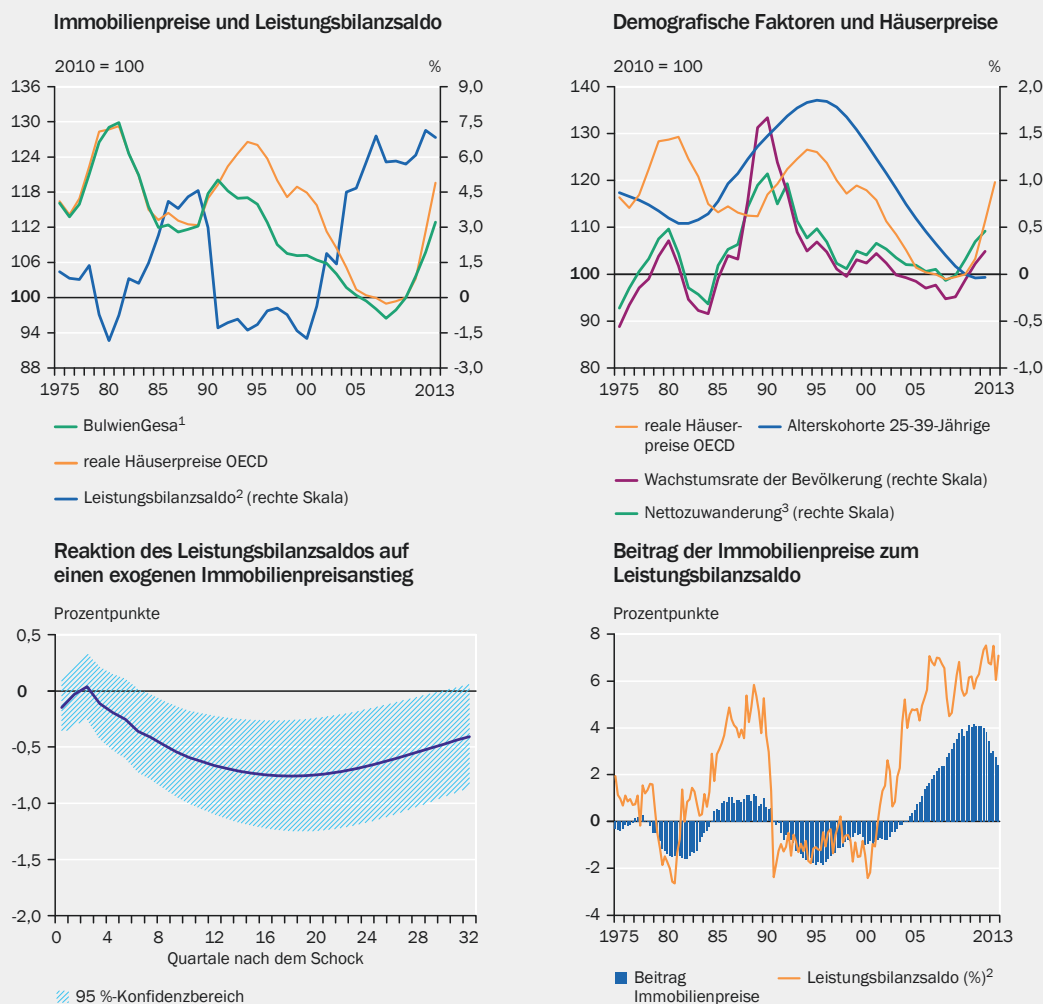 Immobilienpreise und Leistungsbilanzsaldo
2010 = 100
%
136
130
124
118
112
106
100
94
88
9,0
7,5
6,0
4,5
3,0
1,5
0
-1,5
-3,0
1975 80 85 90 95 00 05 2013
BulwienGesa¹
reale Häuserpreise OECD
Leistungsbilanzsaldo² (rechte Skala)
Demografische Faktoren und Häuserpreise
2010 = 100
%
140
130
120
110
100
90
80
2,0
1,5
1,0
0,5
0
-0,5
-1,0
1975 80 85 90 95 00 05 2013
reale Häuser-
preise OECD
Alterskohorte 25-39-Jährige
Wachstumsrate der Bevölkerung (rechte Skala)
Nettozuwanderung³ (rechte Skala)
Reaktion des Leistungsbilanzsaldos auf
einen exogenen Immobilienpreisanstieg
Prozentpunkte
0,5
0
-0,5
-1,0
-1,5
-2,0
0 4 8 12 16 20 24 28 32
Quartale nach dem Schock
95 %-Konfidenzbereich
Beitrag der Immobilienpreise zum
Leistungsbilanzsaldo
Prozentpunkte
8
6
4
2
0
-2
-4
1975 80 85 90 95 00 05 2013
Beitrag
Immobilienpreise
Leistungsbilanzsaldo (%)²